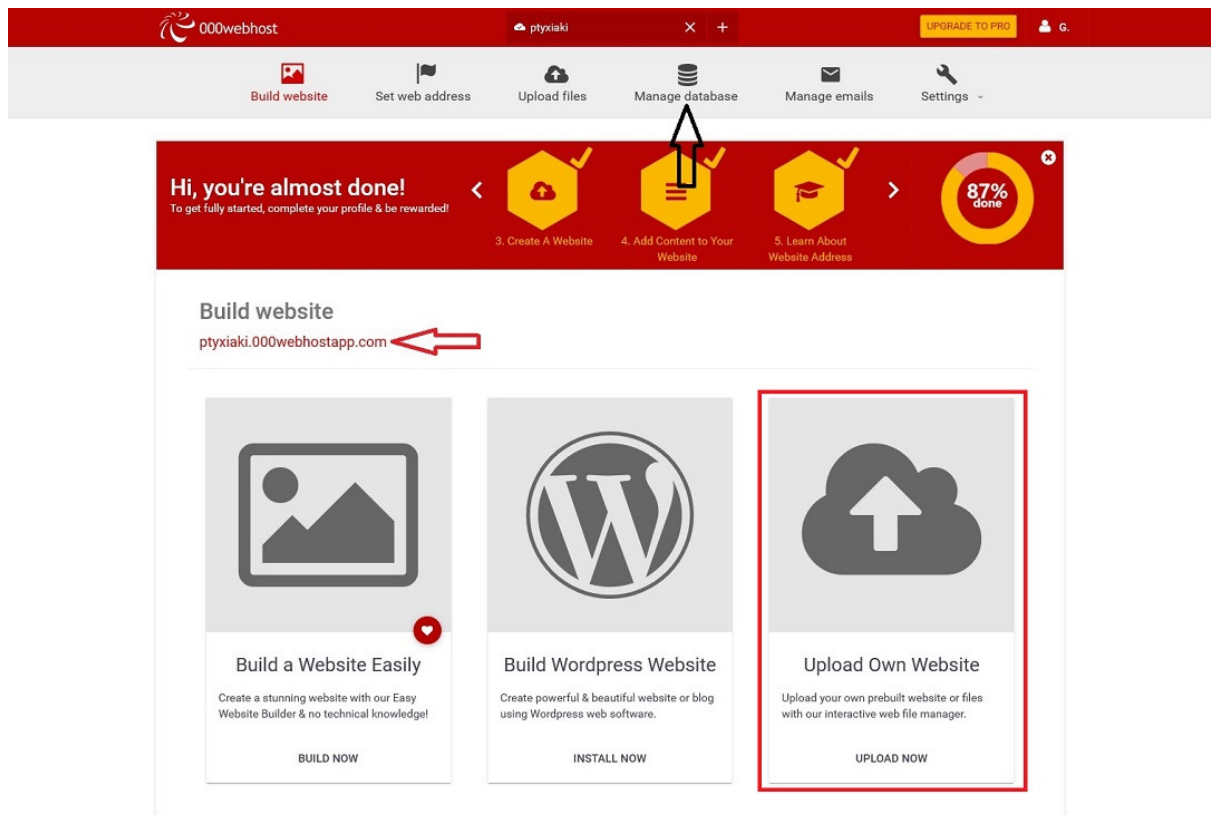 000webhost
ptyxiaki
UPGRADE TO PRO
G.
Build website
Set web address
Upload files
Manage database
Manage emails
Settings
Hi, you're almost done!
To get fully started, complete your profile & be rewarded!
3. Create A Website
4. Add Content to Your
Website
5. Learn About
Website Address
87%
done
Build website
ptyxiaki.000webhostapp.com
Build a Website Easily
Create a stunning website with our Easy
Website Builder & no technical knowledge!
BUILD NOW
Build Wordpress Website
Create powerful & beautiful website or blog
using Wordpress web software.
INSTALL NOW
Upload Own Website
Upload your own prebuilt website or files
with our interactive web file manager.
UPLOAD NOW